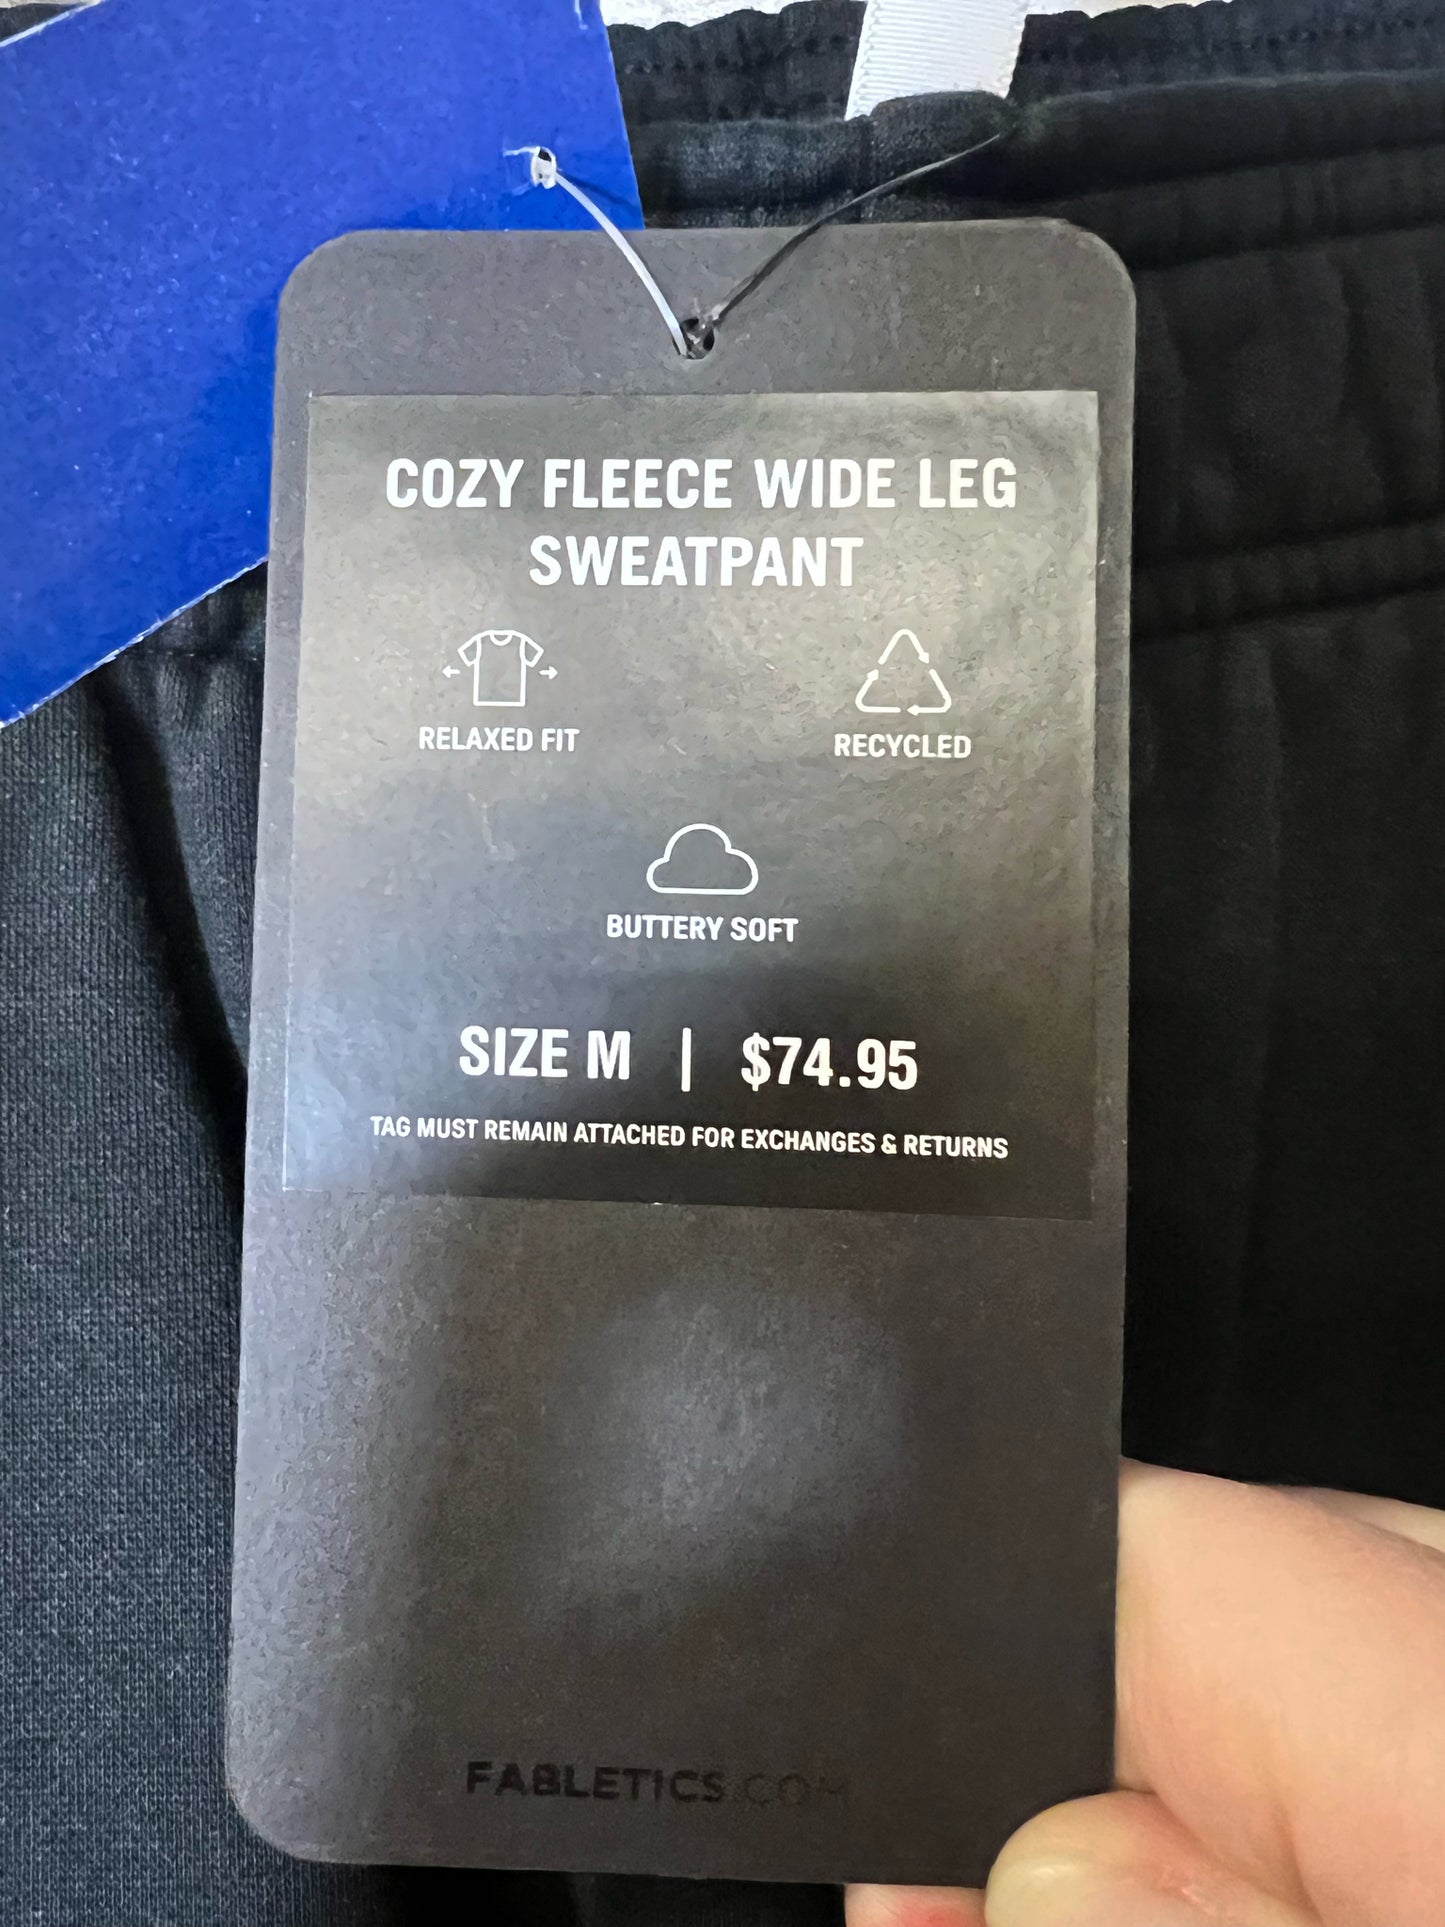 COZY FLEECE WIDE LEG
SWEATPANT
RELAXED FIT
RECYCLED
BUTTERY SOFT
SIZE M | $74.95
TAG MUST REMAIN ATTACHED FOR EXCHANGES & RETURNS
FABLETICS.COM